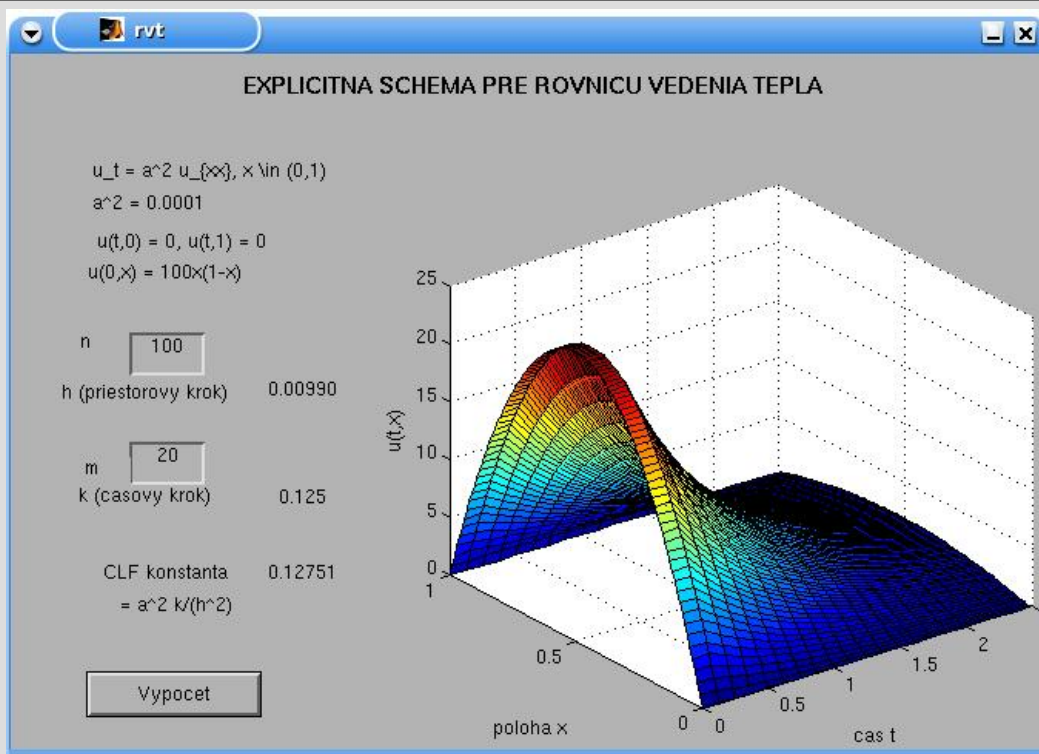 rvt
EXPLICITNA SCHEMA PRE ROVNICU VEDENIA TEPLA
u_t = a^2 u_{xx}, x \in (0,1)
a^2 = 0.0001
u(t,0) = 0, u(t,1) = 0
u(0,x) = 100x(1-x)
n
100
h (priestorovy krok)
0.00990
m
20
k (casovy krok)
0.125
CLF konstanta
0.12751
= a^2 k/(h^2)
Vypocet
u(t,x)
25
20
15
10
5
0
1
0.5
0
poloha x
0
0.5
1
1.5
2
cas t